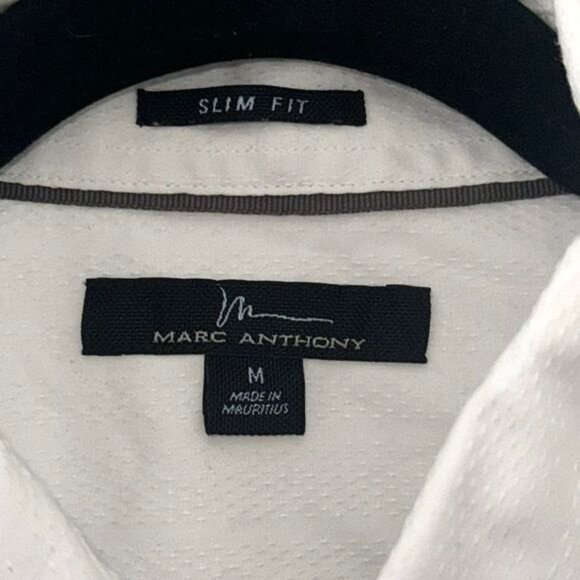 SLIM FIT
MARC ANTHONY
M
MADE IN
MAURITIUS